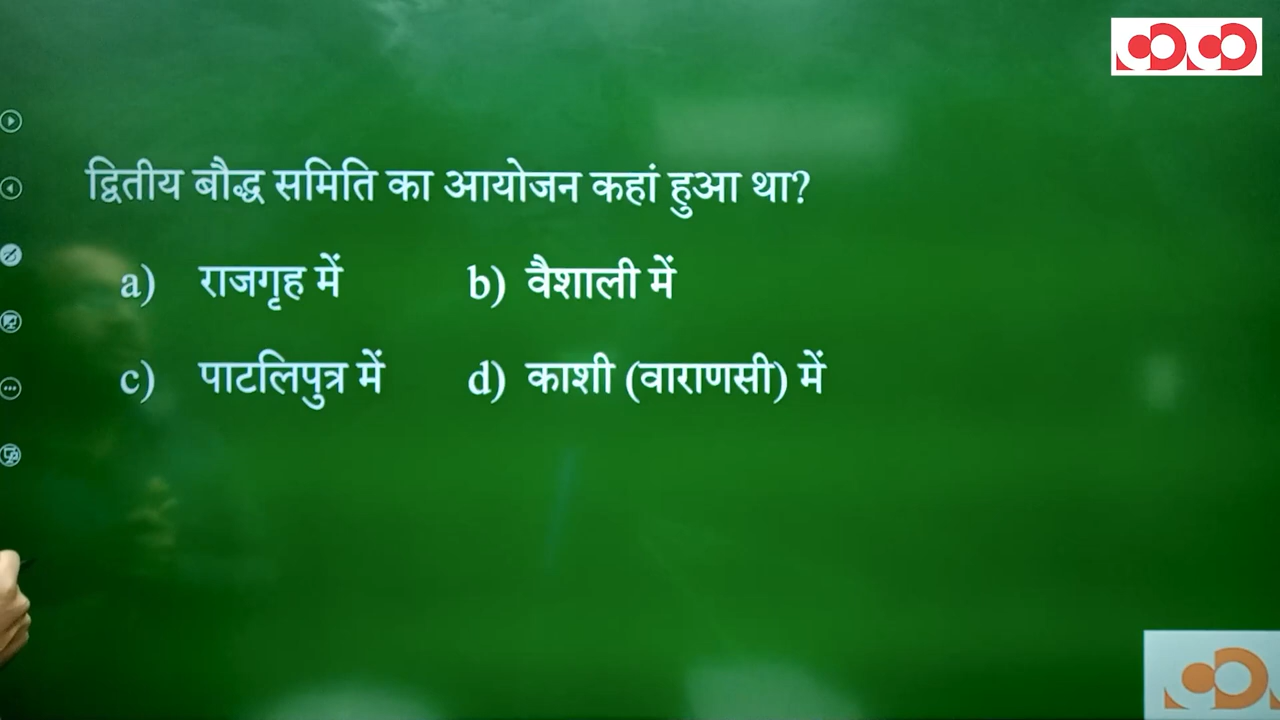 द्वितीय बौद्ध समिति का आयोजन कहां हुआ था?
a) राजगृह में b) वैशाली में
c) पाटलिपुत्र में d) काशी (वाराणसी) में